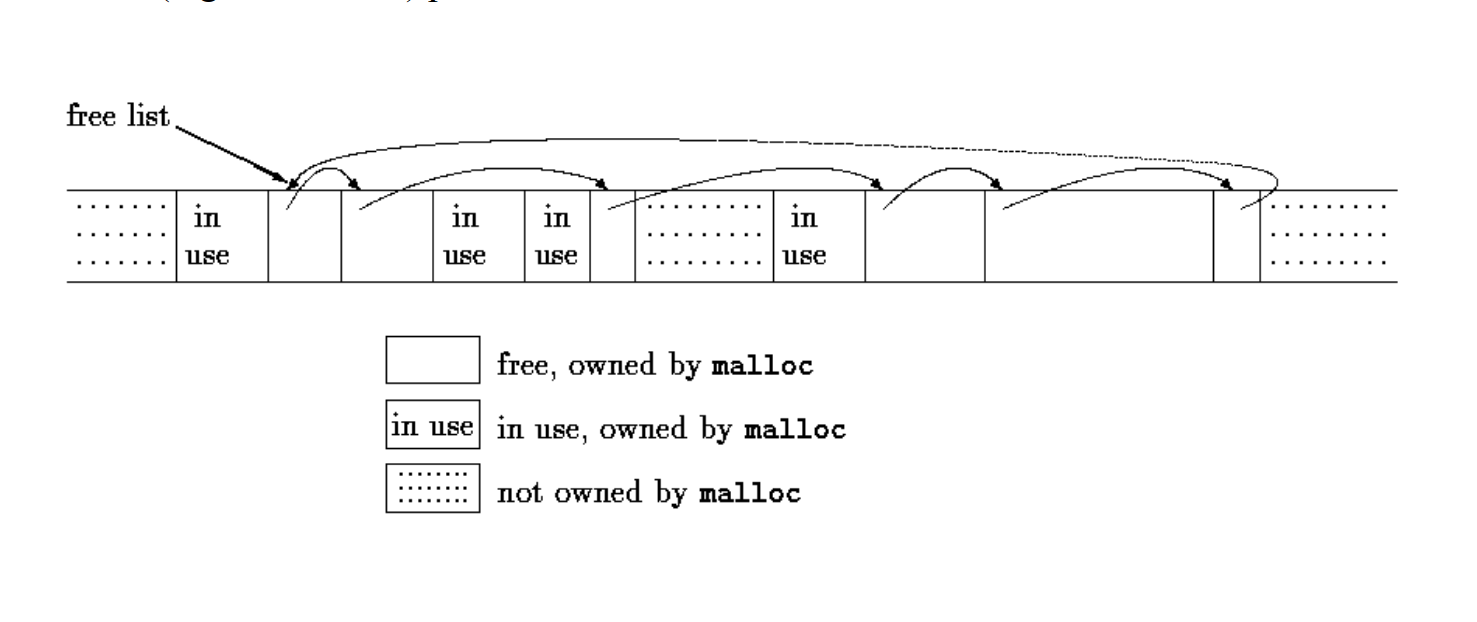 free list
in in in in
use use use use
free, owned by malloc
in use in use, owned by malloc
not owned by malloc